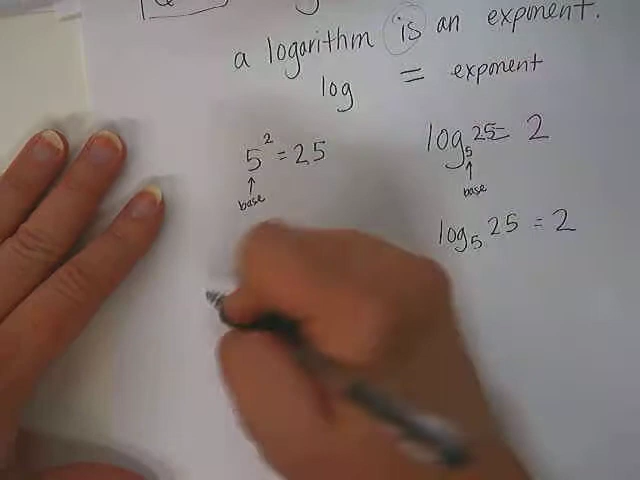 a logarithm is an exponent.
log = exponent
5² = 25
base
log₅ 25 = 2
base
log₅ 25 = 2